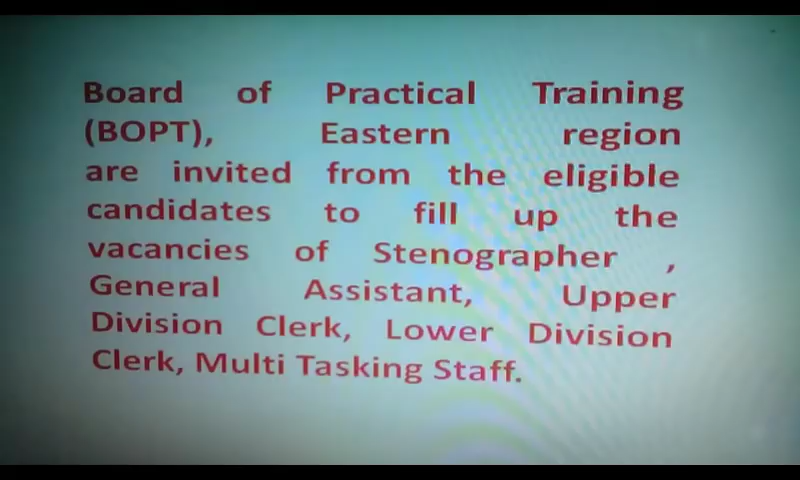 Board of Practical Training
(BOPT), Eastern region
are invited from the eligible
candidates to fill up the
vacancies of Stenographer ,
General Assistant, Upper
Division Clerk, Lower Division
Clerk, Multi Tasking Staff.